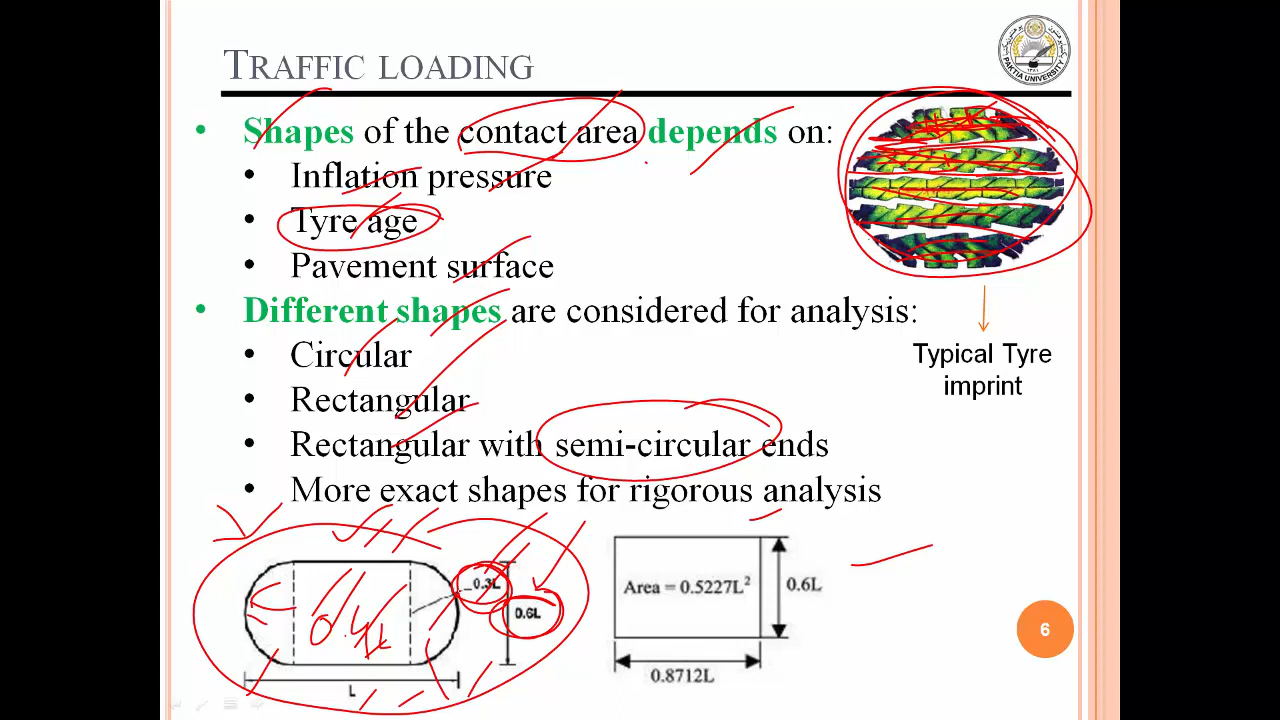 TRAFFIC LOADING
PAKTIA UNIVERSITY
• Shapes of the contact area depends on:
• Inflation pressure
• Tyre age
• Pavement surface
• Different shapes are considered for analysis:
• Circular
• Rectangular
• Rectangular with semi-circular ends
• More exact shapes for rigorous analysis
Typical Tyre
imprint
0.3L
0.6L
L
Area = 0.5227L²
0.6L
0.8712L
6